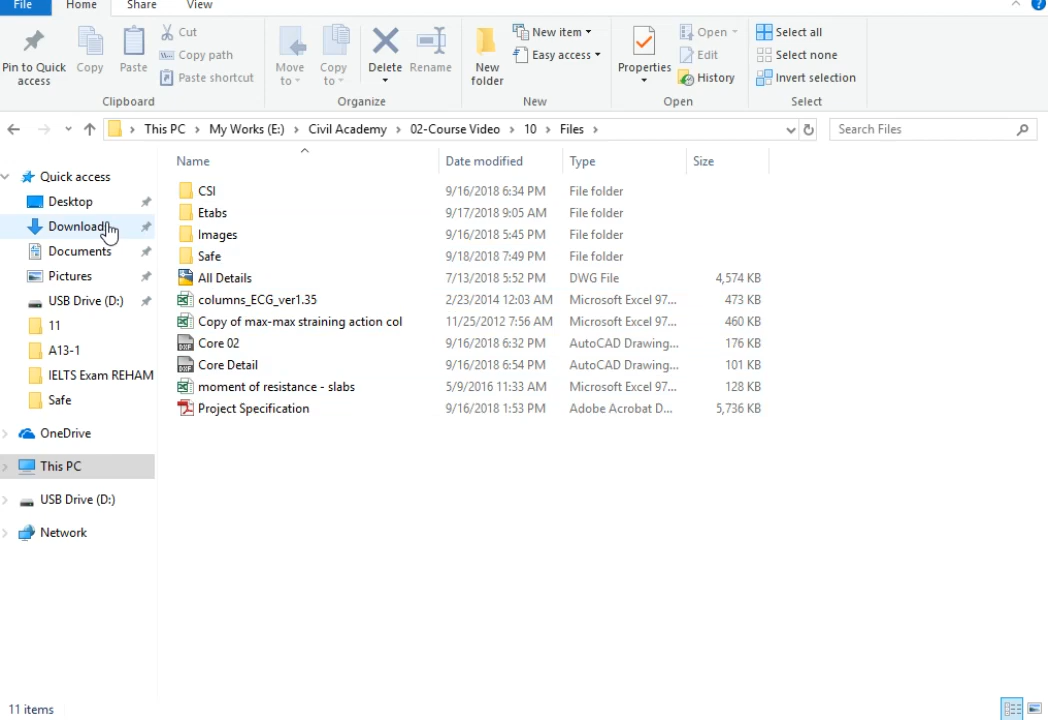 File Home Share View
Pin to Quick access
Copy
Paste
Cut
Copy path
Paste shortcut
Clipboard
Move to
Copy to
Delete
Rename
Organize
New folder
New item
Easy access
New
Properties
Open
Edit
History
Open
Select all
Select none
Invert selection
Select
This PC > My Works (E:) > Civil Academy > 02-Course Video > 10 > Files >
Search Files
Quick access
Desktop
Documents
Pictures
USB Drive (D:)
11
A13-1
IELTS Exam REHAM
Safe
OneDrive
This PC
USB Drive (D:)
Network
Name Date modified Type Size
CSI 9/16/2018 6:34 PM File folder
Etabs 9/17/2018 9:05 AM File folder
Images 9/16/2018 5:45 PM File folder
Safe 9/18/2018 7:49 PM File folder
All Details 7/13/2018 5:52 PM DWG File 4,574 KB
columns_ECG_ver1.35 2/23/2014 12:03 AM Microsoft Excel 97... 473 KB
Copy of max-max straining action col 11/25/2012 7:56 AM Microsoft Excel 97... 460 KB
Core 02 9/16/2018 6:32 PM AutoCAD Drawing... 176 KB
Core Detail 9/16/2018 6:54 PM AutoCAD Drawing... 101 KB
moment of resistance - slabs 5/9/2016 11:33 AM Microsoft Excel 97... 128 KB
Project Specification 9/16/2018 1:53 PM Adobe Acrobat D... 5,736 KB
11 items